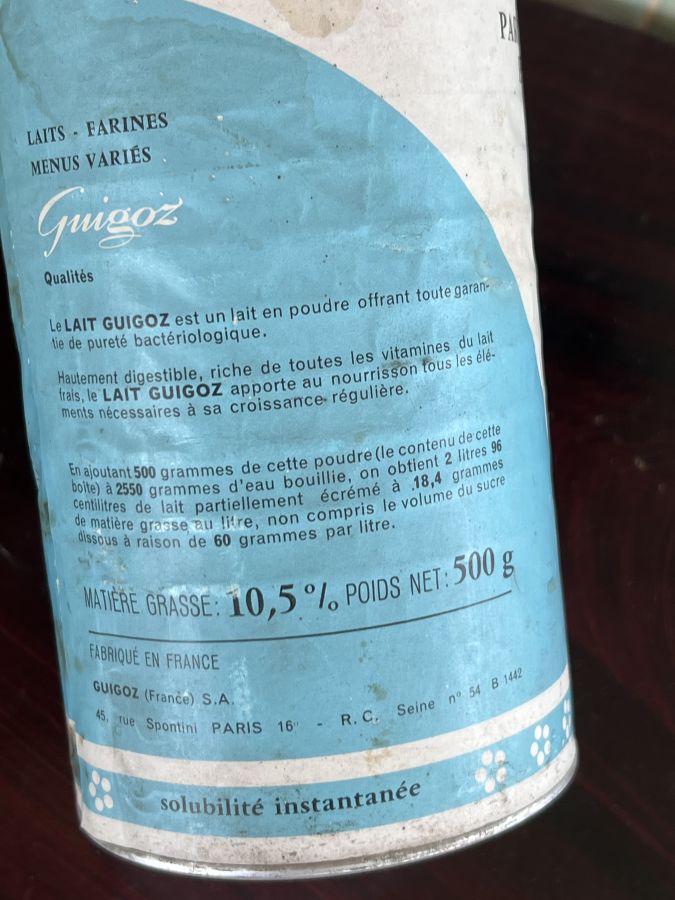 LAITS - FARINES
MENUS VARIÉS
Guigoz
Qualités
Le LAIT GUIGOZ est un lait en poudre offrant toute garan-
tie de pureté bactériologique.
Hautement digestible, riche de toutes les vitamines du lait
frais, le LAIT GUIGOZ apporte au nourrisson tous les élé-
ments nécessaires à sa croissance régulière.
En ajoutant 500 grammes de cette poudre (le contenu de cette
boîte) à 2550 grammes d'eau bouillie, on obtient 2 litres 96
centilitres de lait partiellement écrémé à 18,4 grammes
de matière grasse au litre, non compris le volume du sucre
dissous à raison de 60 grammes par litre.
MATIÈRE GRASSE: 10,5 % POIDS NET: 500 g
FABRIQUÉ EN FRANCE
GUIGOZ (France) S.A.
45, rue Spontini PARIS 16e - R.C. Seine n° 54 B 1442
solubilité instantanée